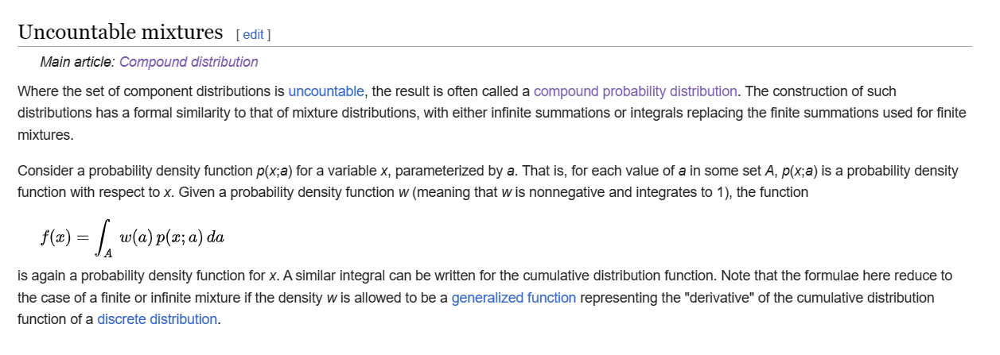 Uncountable mixtures [ edit ]
Main article: Compound distribution
Where the set of component distributions is uncountable, the result is often called a compound probability distribution. The construction of such
distributions has a formal similarity to that of mixture distributions, with either infinite summations or integrals replacing the finite summations used for finite
mixtures.
Consider a probability density function p(x;a) for a variable x, parameterized by a. That is, for each value of a in some set A, p(x;a) is a probability density
function with respect to x. Given a probability density function w (meaning that w is nonnegative and integrates to 1), the function
f(x) = ∫_A w(a) p(x; a) da
is again a probability density function for x. A similar integral can be written for the cumulative distribution function. Note that the formulae here reduce to
the case of a finite or infinite mixture if the density w is allowed to be a generalized function representing the "derivative" of the cumulative distribution
function of a discrete distribution.